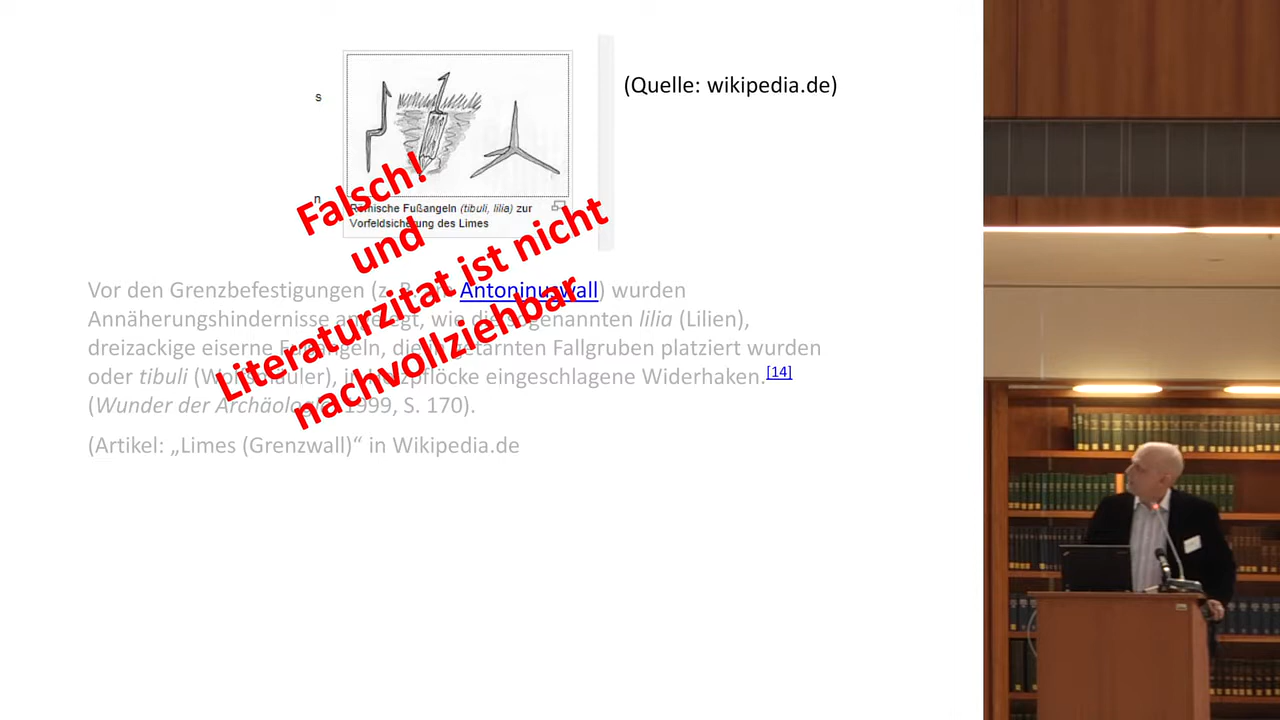 (Quelle: wikipedia.de)
s
n
Römische Fußangeln (tibuli, lilia) zur
Vorfeldsicherung des Limes
Falsch!
und
Literaturzitat ist nicht
nachvollziehbar
Vor den Grenzbefestigungen (z. B. Antoninuswall) wurden
Annäherungshindernisse angelegt, wie die sogenannten lilia (Lilien),
dreizackige eiserne Fußangeln, die getarnten Fallgruben platziert wurden
oder tibuli (Wolfsmäuler), in Holzpflöcke eingeschlagene Widerhaken.[14]
(Wunder der Archäologie 1999, S. 170).
(Artikel: „Limes (Grenzwall)“ in Wikipedia.de